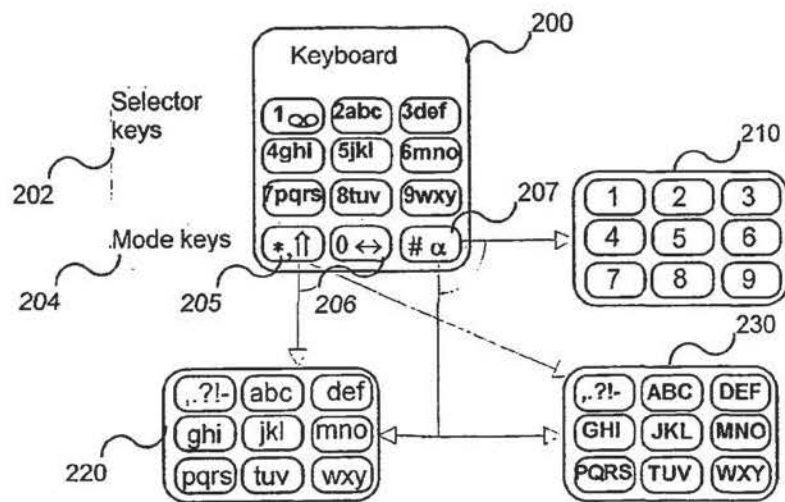 200
Keyboard
Selector
keys
202
1 2abc 3def
4ghi 5jkl 6mno
7pqrs 8tuv 9wxy
Mode keys
204
*,⇑ 0 ↔ # α
205
206
207
210
1 2 3
4 5 6
7 8 9
220
,.?!- abc def
ghi jkl mno
pqrs tuv wxy
230
,.?!- ABC DEF
GHI JKL MNO
PQRS TUV WXY